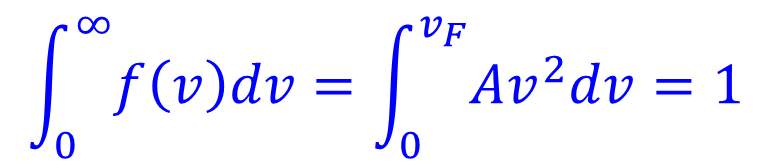 ∫₀^∞ f(v)dv = ∫₀^{v_F} Av²dv = 1